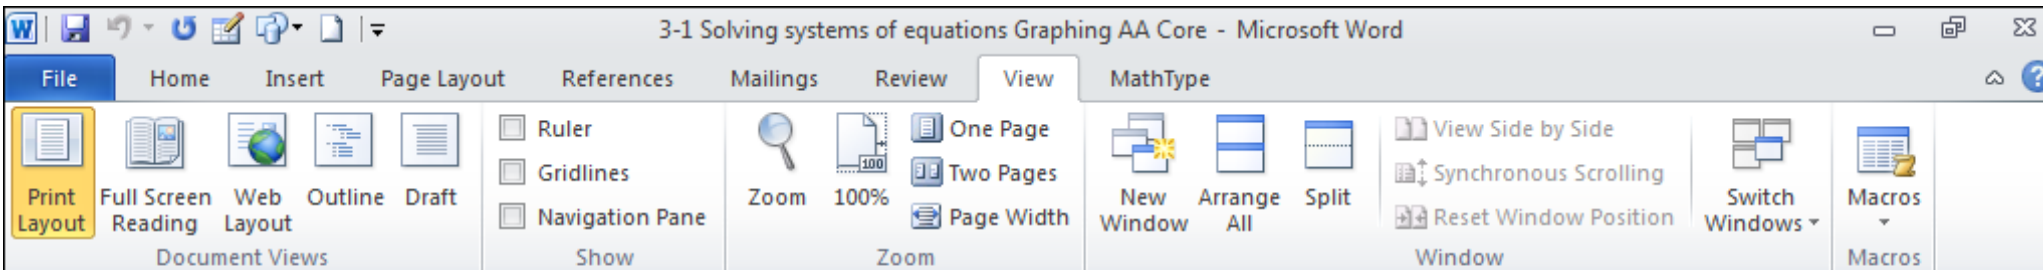 W
3-1 Solving systems of equations Graphing AA Core - Microsoft Word
File Home Insert Page Layout References Mailings Review View MathType
?
Print Layout
Full Screen Reading
Web Layout
Outline
Draft
Document Views
Ruler
Gridlines
Navigation Pane
Show
Zoom
100
100%
One Page
Two Pages
Page Width
Zoom
New Window
Arrange All
Split
View Side by Side
Synchronous Scrolling
Reset Window Position
Switch Windows
Window
Macros
Macros